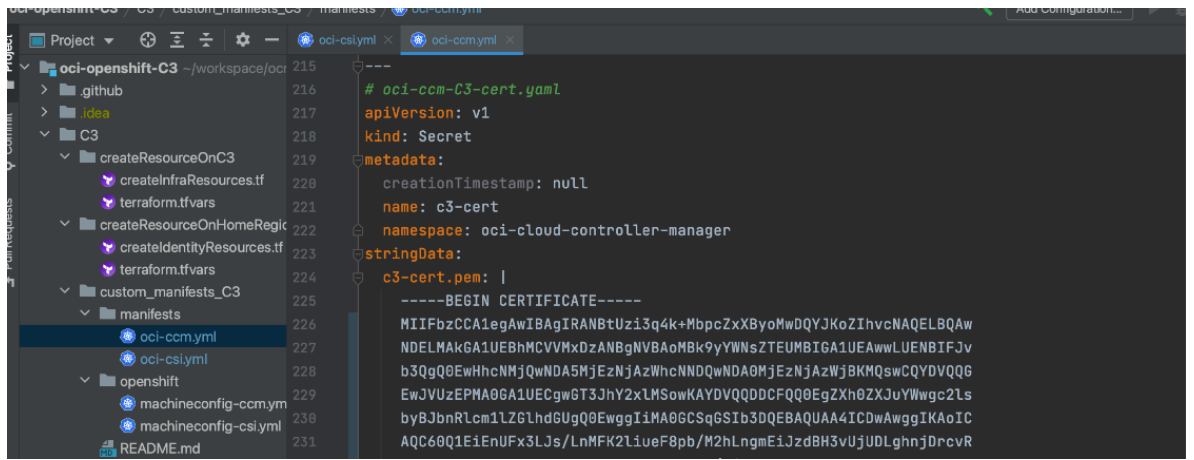 oci-openshift-C3 / C3 / custom_manifests_C3 / manifests / oci-ccm.yml
Add Configuration...
Project
oci-csi.yml
oci-ccm.yml
Project
Commit
Pull Requests
oci-openshift-C3 ~/workspace/ocr
.github
.idea
C3
createResourceOnC3
createInfraResources.tf
terraform.tfvars
createResourceOnHomeRegic
createIdentityResources.tf
terraform.tfvars
custom_manifests_C3
manifests
oci-ccm.yml
oci-csi.yml
openshift
machineconfig-ccm.ym
machineconfig-csi.yml
README.md
215 ---
216 # oci-ccm-C3-cert.yaml
217 apiVersion: v1
218 kind: Secret
219 metadata:
220 creationTimestamp: null
221 name: c3-cert
222 namespace: oci-cloud-controller-manager
223 stringData:
224 c3-cert.pem: |
225 -----BEGIN CERTIFICATE-----
226 MIIFbzCCA1egAwIBAgIRANBtUzi3q4k+MbpcZxXByoMwDQYJKoZIhvcNAQELBQAw
227 NDELMAkGA1UEBhMCVVMxDzANBgNVBAoMBk9yYWNsZTEUMBIGA1UEAwwLUENBIFJv
228 b3QgQ0EwHhcNMjQwNDA5MjEzNjAzWhcNNDQwNDA0MjEzNjAzWjBKMQswCQYDVQQG
229 EwJVUzEPMA0GA1UECgwGT3JhY2xlMSowKAYDVQQDDCFQQ0EgZXh0ZXJuYWwgc2ls
230 byBJbnRlcm1lZGlhdGUgQ0EwggIiMA0GCSqGSIb3DQEBAQUAA4ICDwAwggIKAoIC
231 AQC60Q1EiEnUFx3LJs/LnMFK2liueF8pb/M2hLngmEiJzdBH3vUjUDLghnjDrcvR